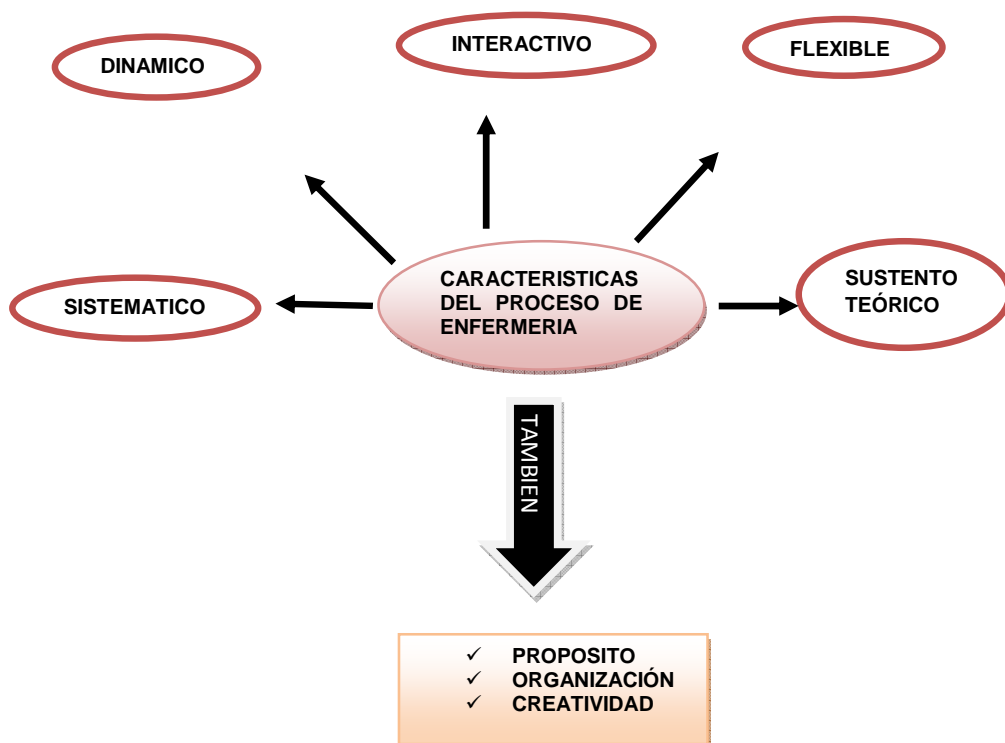 DINAMICO
INTERACTIVO
FLEXIBLE
SISTEMATICO
CARACTERISTICAS
DEL PROCESO DE
ENFERMERIA
SUSTENTO
TEÓRICO
TAMBIEN
✓ PROPOSITO
✓ ORGANIZACIÓN
✓ CREATIVIDAD